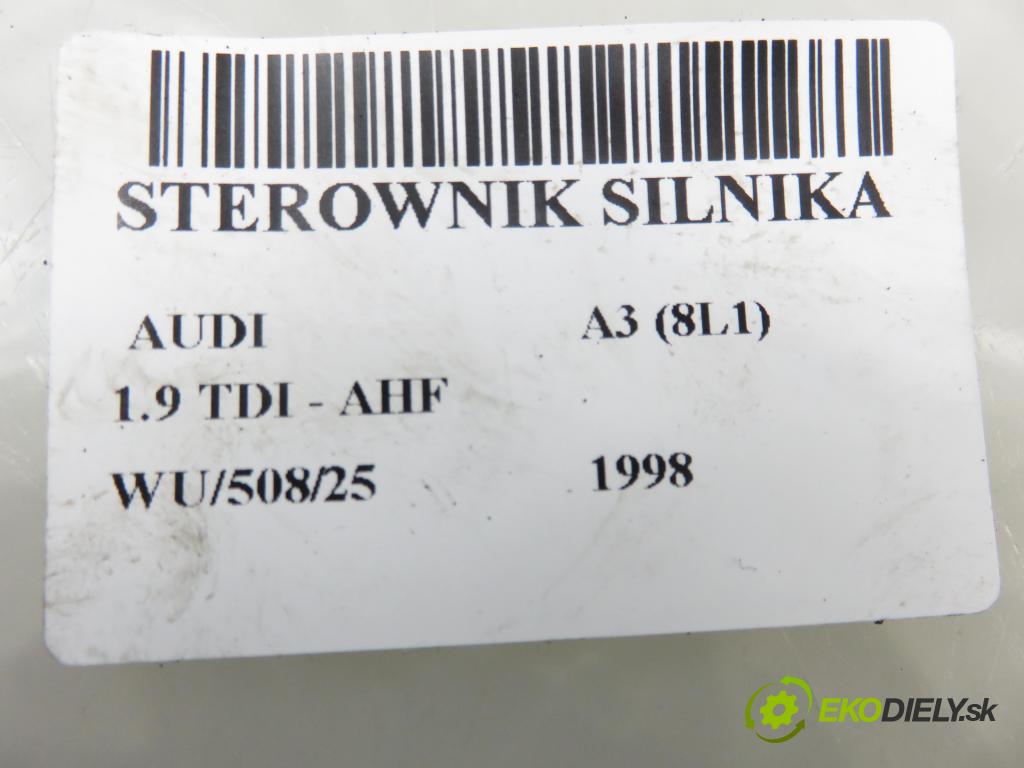 STEROWNIK SILNIKA
AUDI A3 (8L1)
1.9 TDI - AHF
WU/508/25 1998
EKODIELY.sk